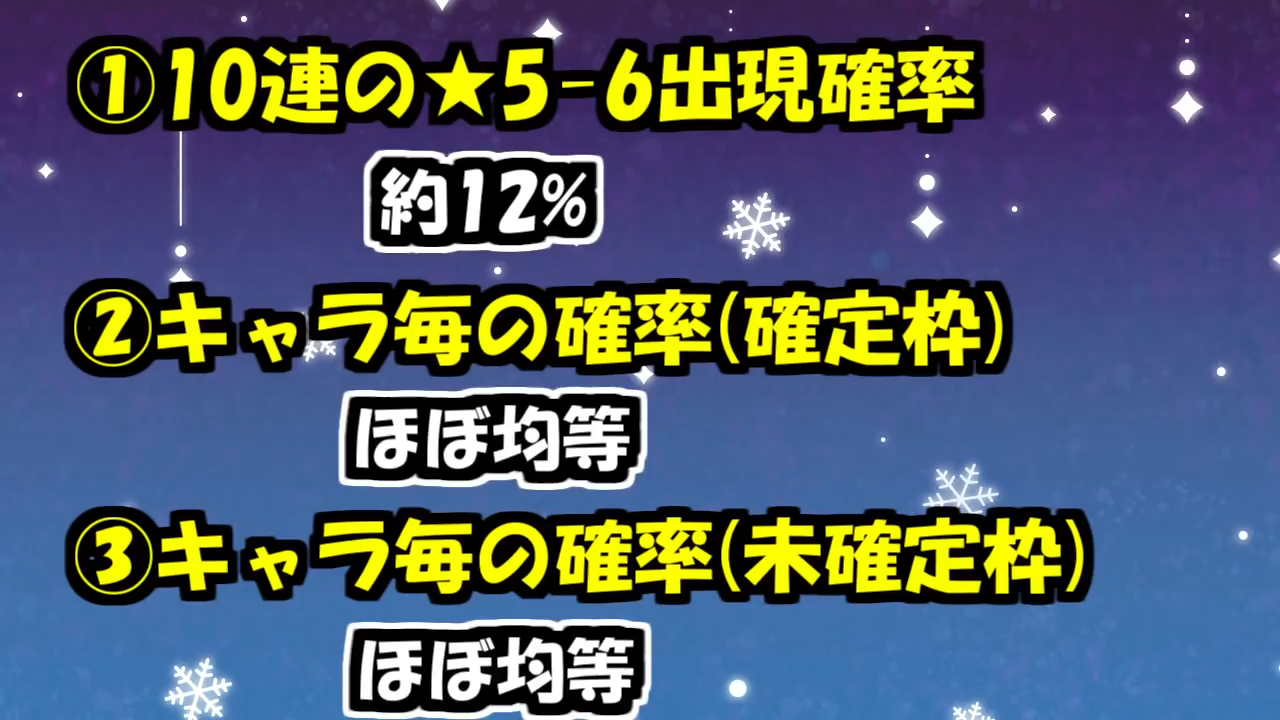 ①10連の★5-6出現確率
約12%
②キャラ毎の確率(確定枠)
ほぼ均等
③キャラ毎の確率(未確定枠)
ほぼ均等